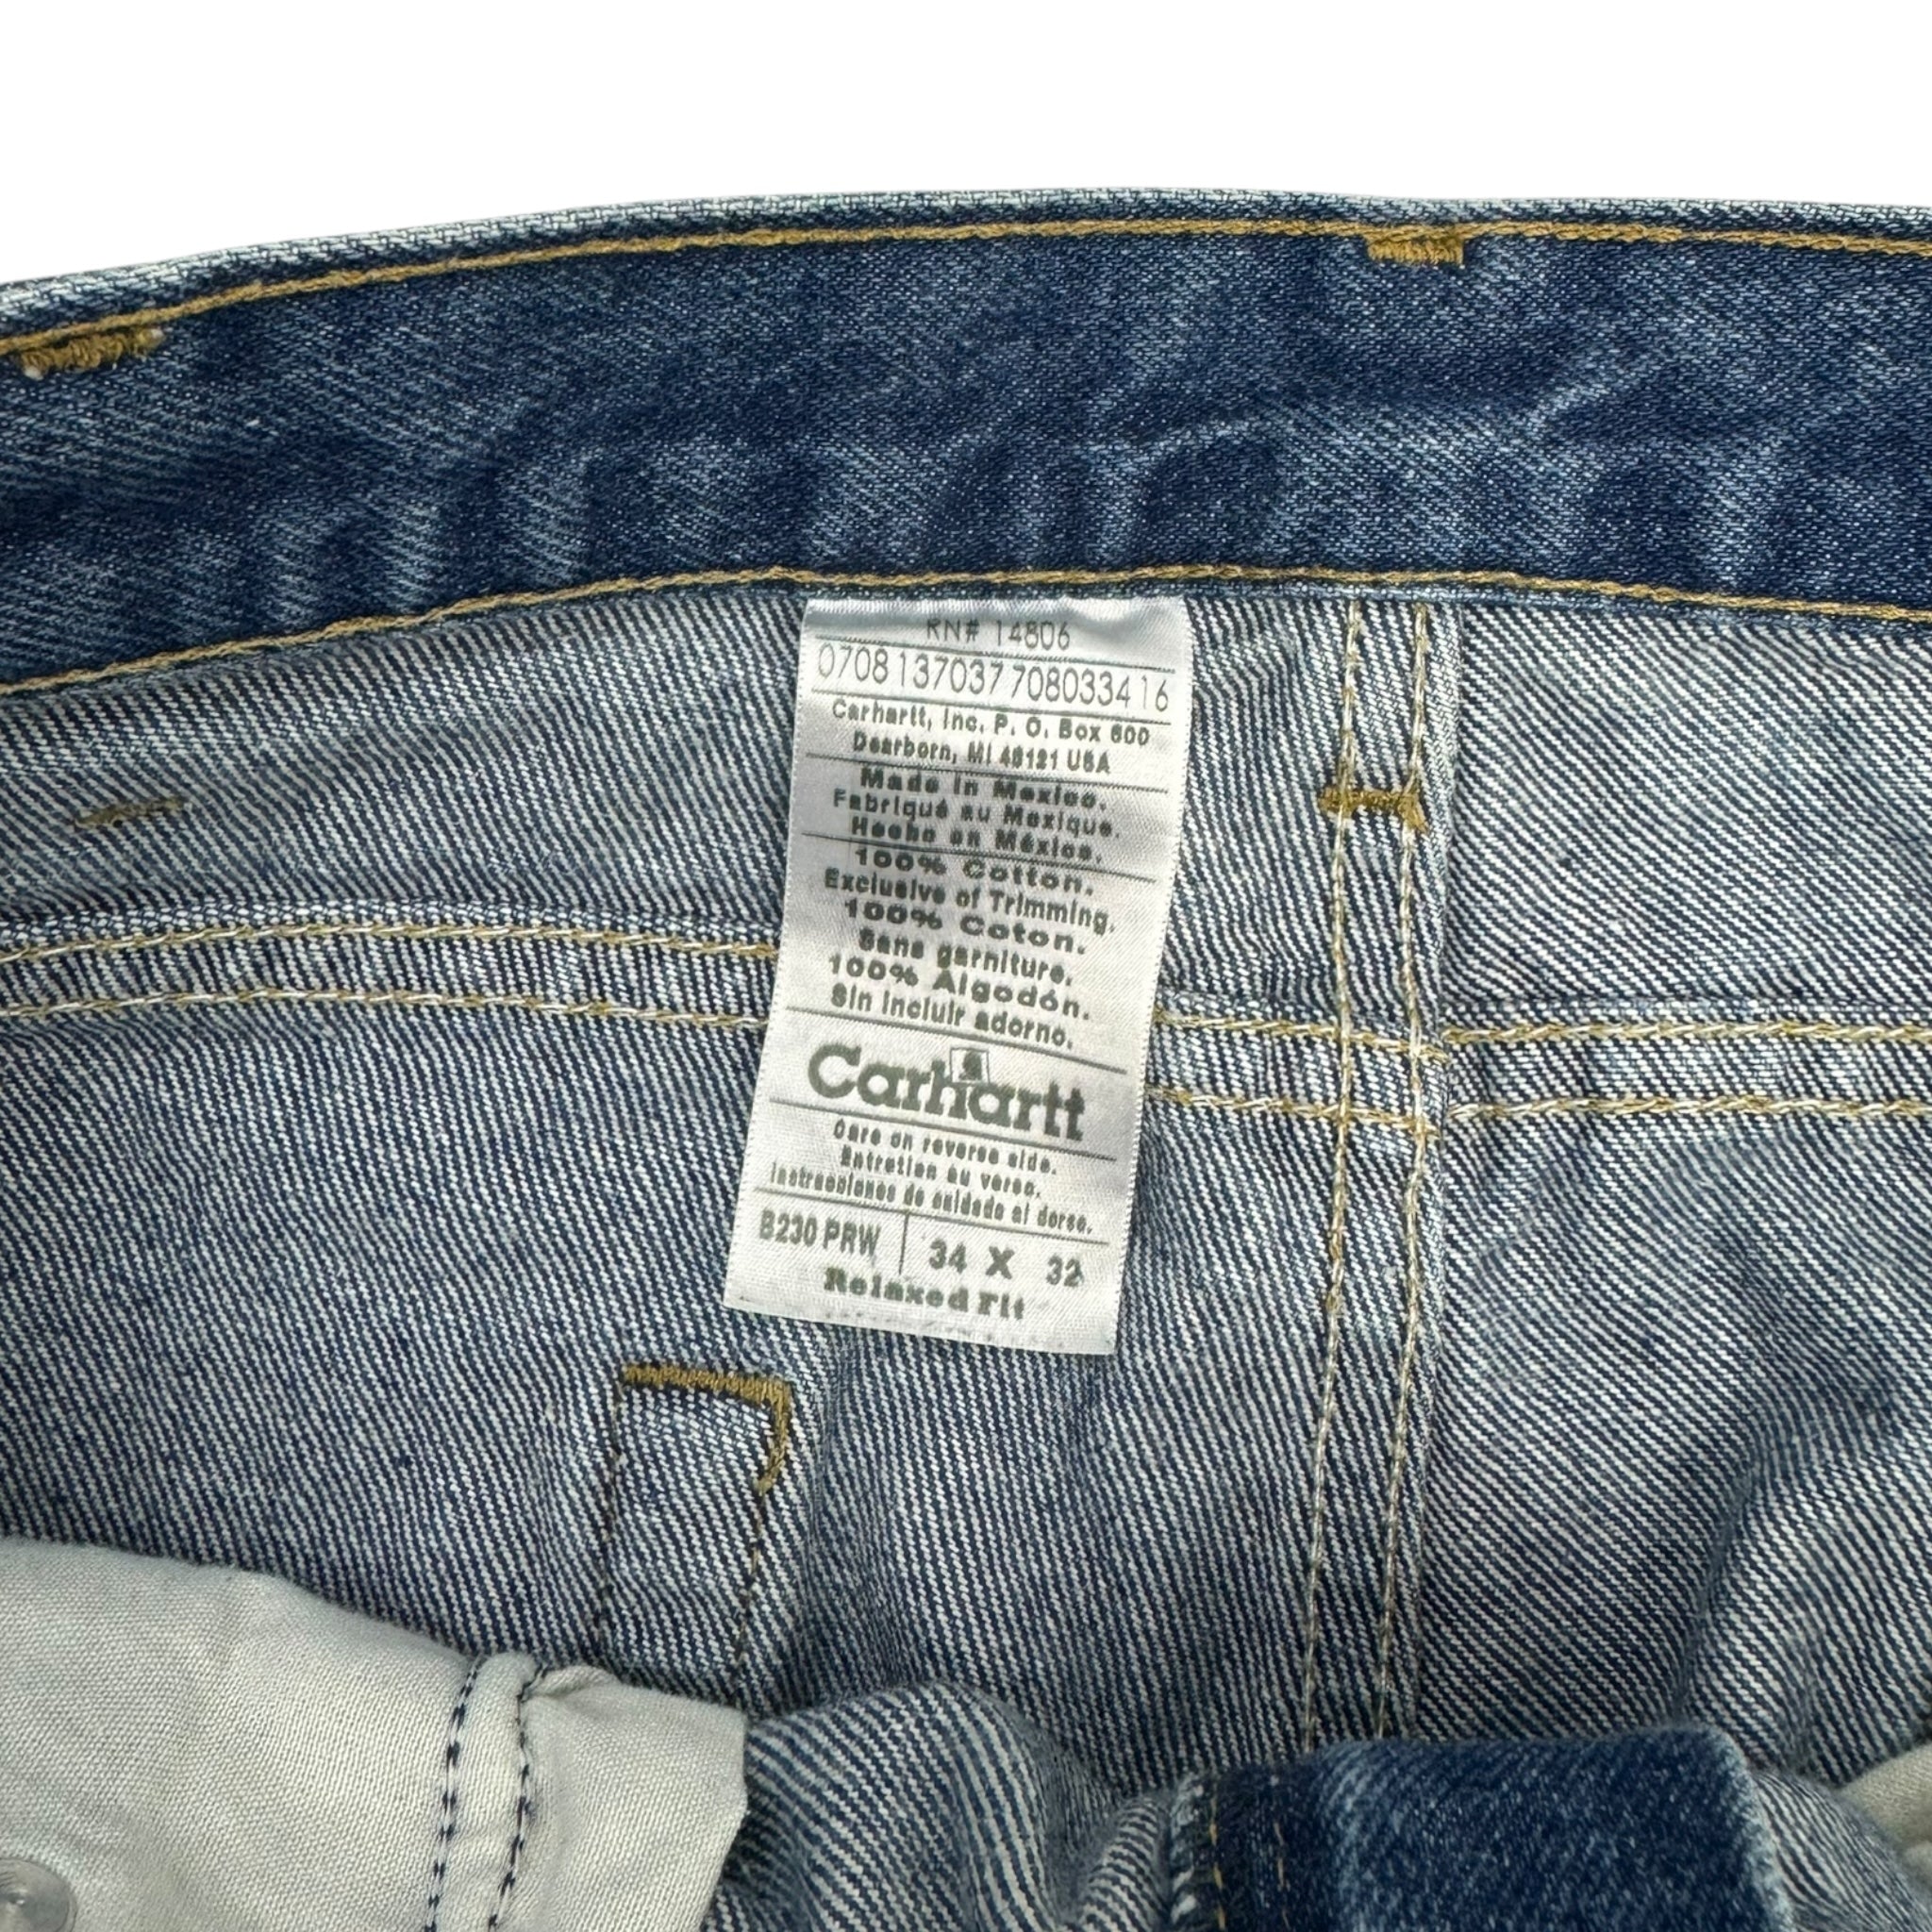 RN# 14806
0708137037708033416
Carhartt, Inc. P. O. Box 600
Dearborn, MI 48121 USA
Made in Mexico.
Fabriqué au Mexique.
Hecho en México.
100% Cotton.
Exclusive of Trimming.
100% Coton.
Sans garniture.
100% Algodón.
Sin incluir adorno.
Carhartt
Care on reverse side.
Entretien au verso.
Instrucciones de cuidado al dorso.
B230 PRW 34 X 32
Relaxed Fit